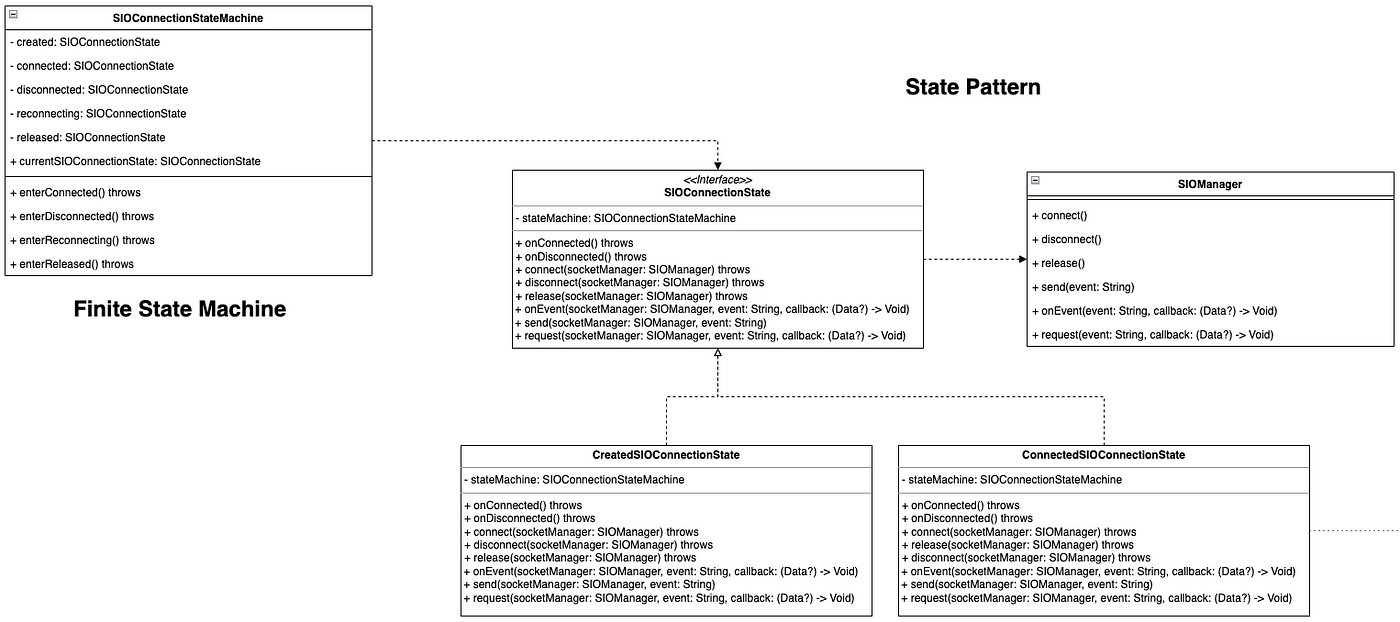 SIOConnectionStateMachine
- created: SIOConnectionState
- connected: SIOConnectionState
- disconnected: SIOConnectionState
- reconnecting: SIOConnectionState
- released: SIOConnectionState
+ currentSIOConnectionState: SIOConnectionState
+ enterConnected() throws
+ enterDisconnected() throws
+ enterReconnecting() throws
+ enterReleased() throws
Finite State Machine
State Pattern
<<Interface>>
SIOConnectionState
- stateMachine: SIOConnectionStateMachine
+ onConnected() throws
+ onDisconnected() throws
+ connect(socketManager: SIOManager) throws
+ disconnect(socketManager: SIOManager) throws
+ release(socketManager: SIOManager) throws
+ onEvent(socketManager: SIOManager, event: String, callback: (Data?) -> Void)
+ send(socketManager: SIOManager, event: String)
+ request(socketManager: SIOManager, event: String, callback: (Data?) -> Void)
SIOManager
+ connect()
+ disconnect()
+ release()
+ send(event: String)
+ onEvent(event: String, callback: (Data?) -> Void)
+ request(event: String, callback: (Data?) -> Void)
CreatedSIOConnectionState
- stateMachine: SIOConnectionStateMachine
+ onConnected() throws
+ onDisconnected() throws
+ connect(socketManager: SIOManager) throws
+ disconnect(socketManager: SIOManager) throws
+ release(socketManager: SIOManager) throws
+ onEvent(socketManager: SIOManager, event: String, callback: (Data?) -> Void)
+ send(socketManager: SIOManager, event: String)
+ request(socketManager: SIOManager, event: String, callback: (Data?) -> Void)
ConnectedSIOConnectionState
- stateMachine: SIOConnectionStateMachine
+ onConnected() throws
+ onDisconnected() throws
+ connect(socketManager: SIOManager) throws
+ release(socketManager: SIOManager) throws
+ disconnect(socketManager: SIOManager) throws
+ onEvent(socketManager: SIOManager, event: String, callback: (Data?) -> Void)
+ send(socketManager: SIOManager, event: String)
+ request(socketManager: SIOManager, event: String, callback: (Data?) -> Void)